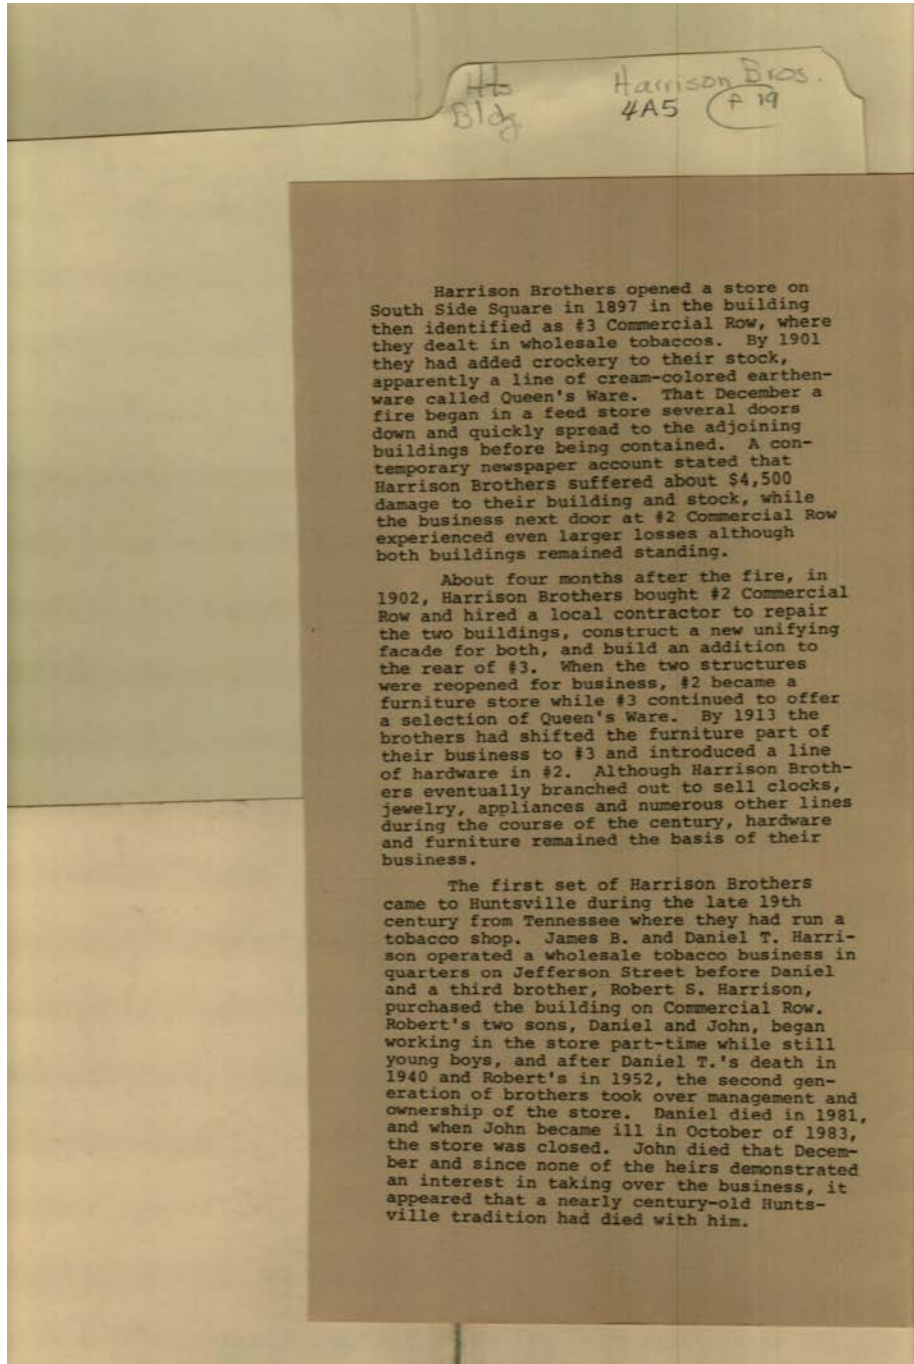 Hts Harrison Bros.
Bldg 4A5 F 19
Harrison Brothers opened a store on
South Side Square in 1897 in the building
then identified as #3 Commercial Row, where
they dealt in wholesale tobaccos. By 1901
they had added crockery to their stock,
apparently a line of cream-colored earthen-
ware called Queen's Ware. That December a
fire began in a feed store several doors
down and quickly spread to the adjoining
buildings before being contained. A con-
temporary newspaper account stated that
Harrison Brothers suffered about $4,500
damage to their building and stock, while
the business next door at #2 Commercial Row
experienced even larger losses although
both buildings remained standing.
About four months after the fire, in
1902, Harrison Brothers bought #2 Commercial
Row and hired a local contractor to repair
the two buildings, construct a new unifying
facade for both, and build an addition to
the rear of #3. When the two structures
were reopened for business, #2 became a
furniture store while #3 continued to offer
a selection of Queen's Ware. By 1913 the
brothers had shifted the furniture part of
their business to #3 and introduced a line
of hardware in #2. Although Harrison Broth-
ers eventually branched out to sell clocks,
jewelry, appliances and numerous other lines
during the course of the century, hardware
and furniture remained the basis of their
business.
The first set of Harrison Brothers
came to Huntsville during the late 19th
century from Tennessee where they had run a
tobacco shop. James B. and Daniel T. Harri-
son operated a wholesale tobacco business in
quarters on Jefferson Street before Daniel
and a third brother, Robert S. Harrison,
purchased the building on Commercial Row.
Robert's two sons, Daniel and John, began
working in the store part-time while still
young boys, and after Daniel T.'s death in
1940 and Robert's in 1952, the second gen-
eration of brothers took over management and
ownership of the store. Daniel died in 1981,
and when John became ill in October of 1983,
the store was closed. John died that Decem-
ber and since none of the heirs demonstrated
an interest in taking over the business, it
appeared that a nearly century-old Hunts-
ville tradition had died with him.